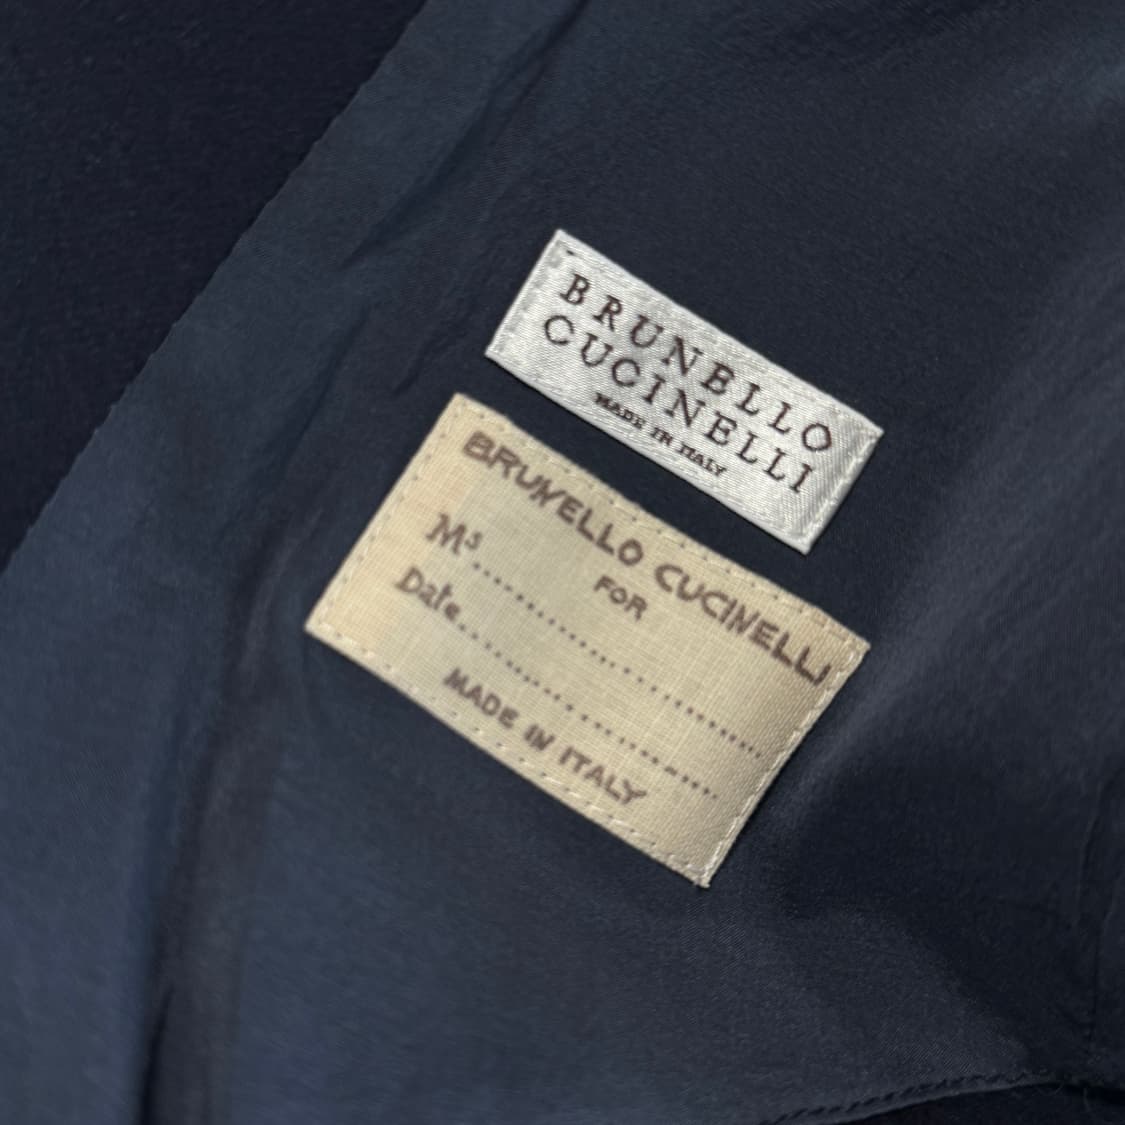 BRUNELLO
CUCINELLI
MADE IN ITALY
BRUNELLO CUCINELLI
FOR
Ms....................
Date....................
MADE IN ITALY